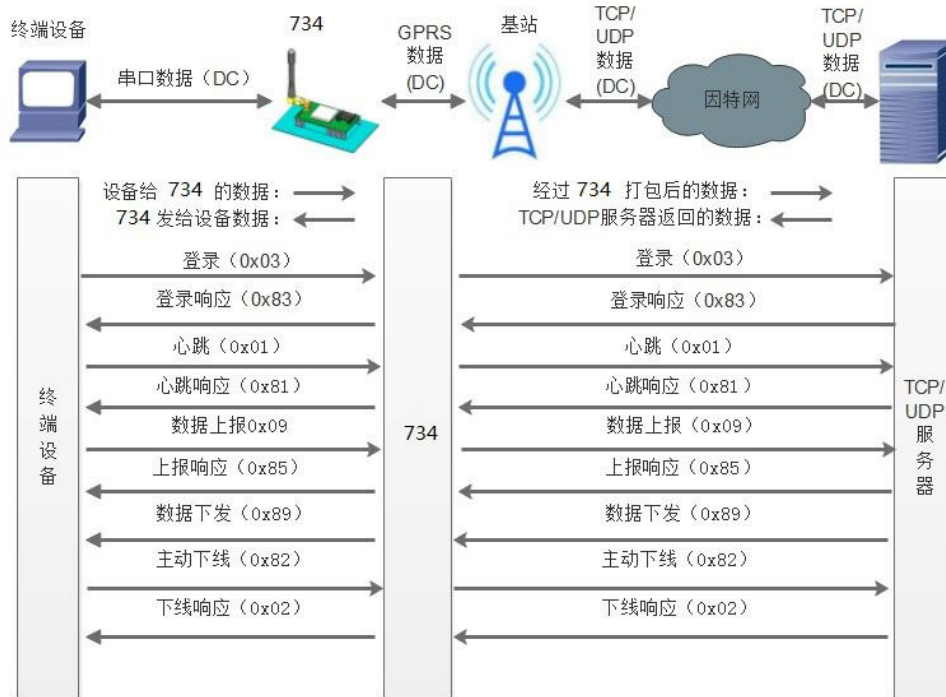 终端设备
734
基站
GPRS
数据
(DC)
TCP/
UDP
数据
(DC)
TCP/
UDP
数据
(DC)
串口数据（DC）
因特网
设备给 734 的数据：
734 发给设备数据：
经过 734 打包后的数据：
TCP/UDP服务器返回的数据：
登录（0x03）
登录（0x03）
登录响应（0x83）
登录响应（0x83）
心跳（0x01）
心跳（0x01）
心跳响应（0x81）
心跳响应（0x81）
数据上报0x09
数据上报（0x09）
上报响应（0x85）
上报响应（0x85）
数据下发（0x89）
数据下发（0x89）
主动下线（0x82）
主动下线（0x82）
下线响应（0x02）
下线响应（0x02）
终
端
设
备
734
TCP/
UDP
服
务
器